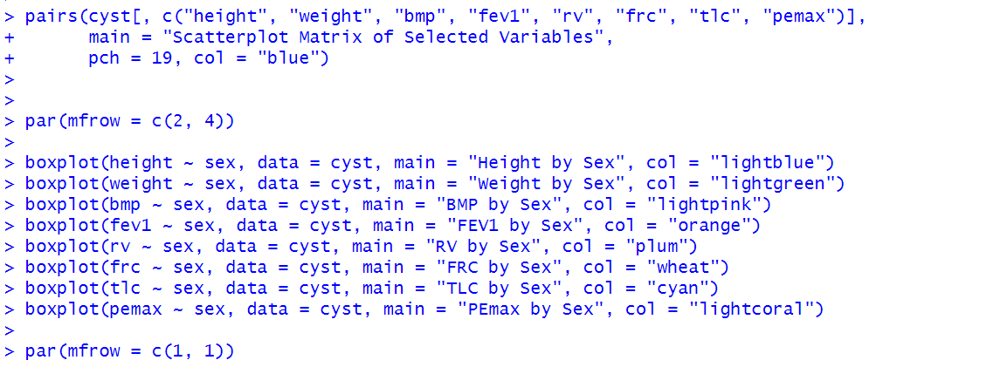 > pairs(cyst[, c("height", "weight", "bmp", "fev1", "rv", "frc", "tlc", "pemax")],
+       main = "Scatterplot Matrix of Selected Variables",
+       pch = 19, col = "blue")
>
>
> par(mfrow = c(2, 4))
>
> boxplot(height ~ sex, data = cyst, main = "Height by Sex", col = "lightblue")
> boxplot(weight ~ sex, data = cyst, main = "Weight by Sex", col = "lightgreen")
> boxplot(bmp ~ sex, data = cyst, main = "BMP by Sex", col = "lightpink")
> boxplot(fev1 ~ sex, data = cyst, main = "FEV1 by Sex", col = "orange")
> boxplot(rv ~ sex, data = cyst, main = "RV by Sex", col = "plum")
> boxplot(frc ~ sex, data = cyst, main = "FRC by Sex", col = "wheat")
> boxplot(tlc ~ sex, data = cyst, main = "TLC by Sex", col = "cyan")
> boxplot(pemax ~ sex, data = cyst, main = "PEmax by Sex", col = "lightcoral")
>
> par(mfrow = c(1, 1))